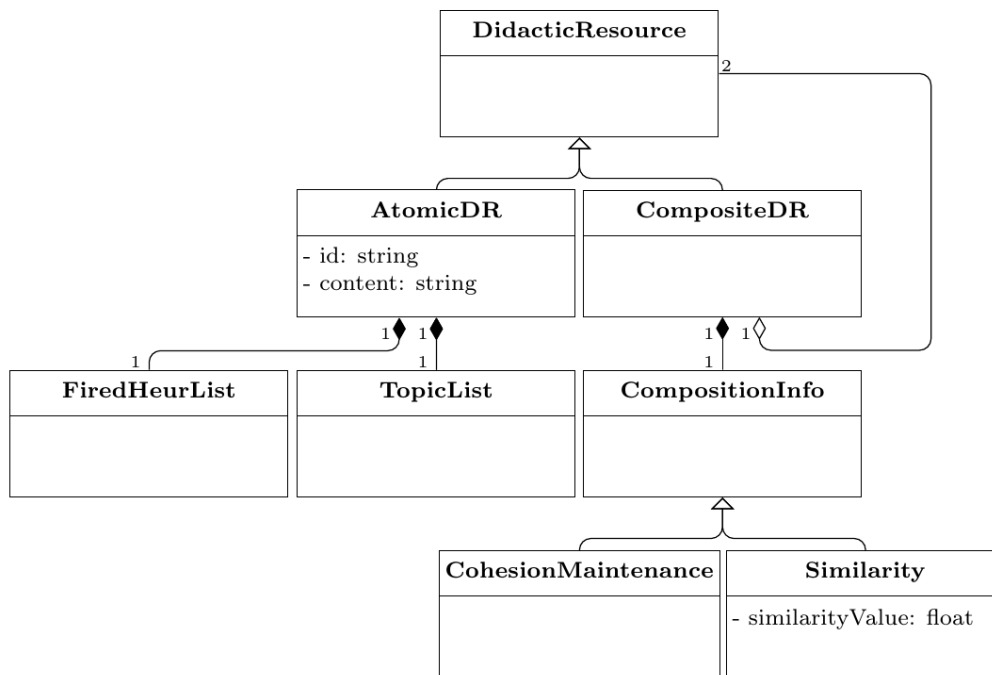 DidacticResource
2
AtomicDR
CompositeDR
- id: string
- content: string
1
1
1
1
1
1
1
FiredHeurList
TopicList
CompositionInfo
CohesionMaintenance
Similarity
- similarityValue: float